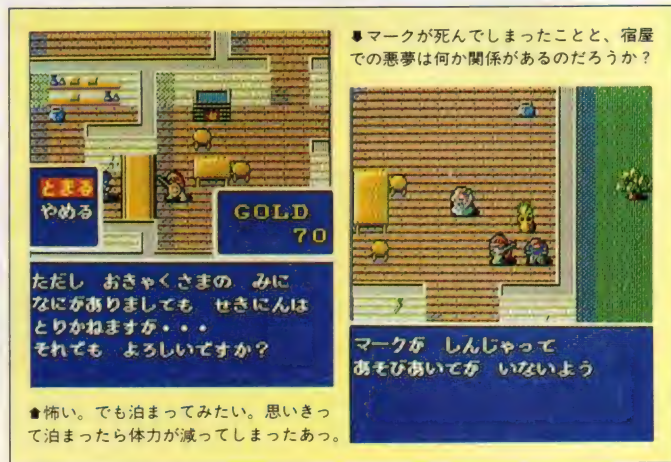 とまる
やめる
GOLD
70
ただし おきゃくさまの みに
なにがありましても せきにんは
とりかねますが・・・
それでも よろしいですか？
⬆怖い。でも泊まってみたい。思いきっ
て泊まったら体力が減ってしまったあっ。
⬇マークが死んでしまったことと、宿屋
での悪夢は何か関係があるのだろうか？
マークが しんじゃって
あそびあいてが いないよう